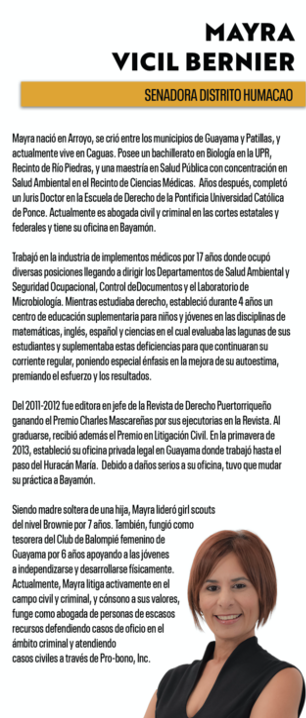 MAYRA
VICIL BERNIER
SENADORA DISTRITO HUMACAO
Mayra nació en Arroyo, se crió entre los municipios de Guayama y Patillas, y
actualmente vive en Caguas. Posee un bachillerato en Biología en la UPR,
Recinto de Río Piedras, y una maestría en Salud Pública con concentración en
Salud Ambiental en el Recinto de Ciencias Médicas. Años después, completó
un Juris Doctor en la Escuela de Derecho de la Pontificia Universidad Católica
de Ponce. Actualmente es abogada civil y criminal en las cortes estatales y
federales y tiene su oficina en Bayamón.
Trabajó en la industria de implementos médicos por 17 años donde ocupó
diversas posiciones llegando a dirigir los Departamentos de Salud Ambiental y
Seguridad Ocupacional, Control deDocumentos y el Laboratorio de
Microbiología. Mientras estudiaba derecho, estableció durante 4 años un
centro de educación suplementaria para niños y jóvenes en las disciplinas de
matemáticas, inglés, español y ciencias en el cual evaluaba las lagunas de sus
estudiantes y suplementaba estas deficiencias para que continuaran su
corriente regular, poniendo especial énfasis en la mejora de su autoestima,
premiando el esfuerzo y los resultados.
Del 2011-2012 fue editora en jefe de la Revista de Derecho Puertorriqueño
ganando el Premio Charles Mascareñas por sus ejecutorias en la Revista. Al
graduarse, recibió además el Premio en Litigación Civil. En la primavera de
2013, estableció su oficina privada legal en Guayama donde trabajó hasta el
paso del Huracán María. Debido a daños serios a su oficina, tuvo que mudar
su práctica a Bayamón.
Siendo madre soltera de una hija, Mayra lideró girl scouts
del nivel Brownie por 7 años. También, fungió como
tesorera del Club de Balompié femenino de
Guayama por 6 años apoyando a las jóvenes
a independizarse y desarrollarse físicamente.
Actualmente, Mayra litiga activamente en el
campo civil y criminal, y cónsono a sus valores,
funge como abogada de personas de escasos
recursos defendiendo casos de oficio en el
ámbito criminal y atendiendo
casos civiles a través de Pro-bono, Inc.